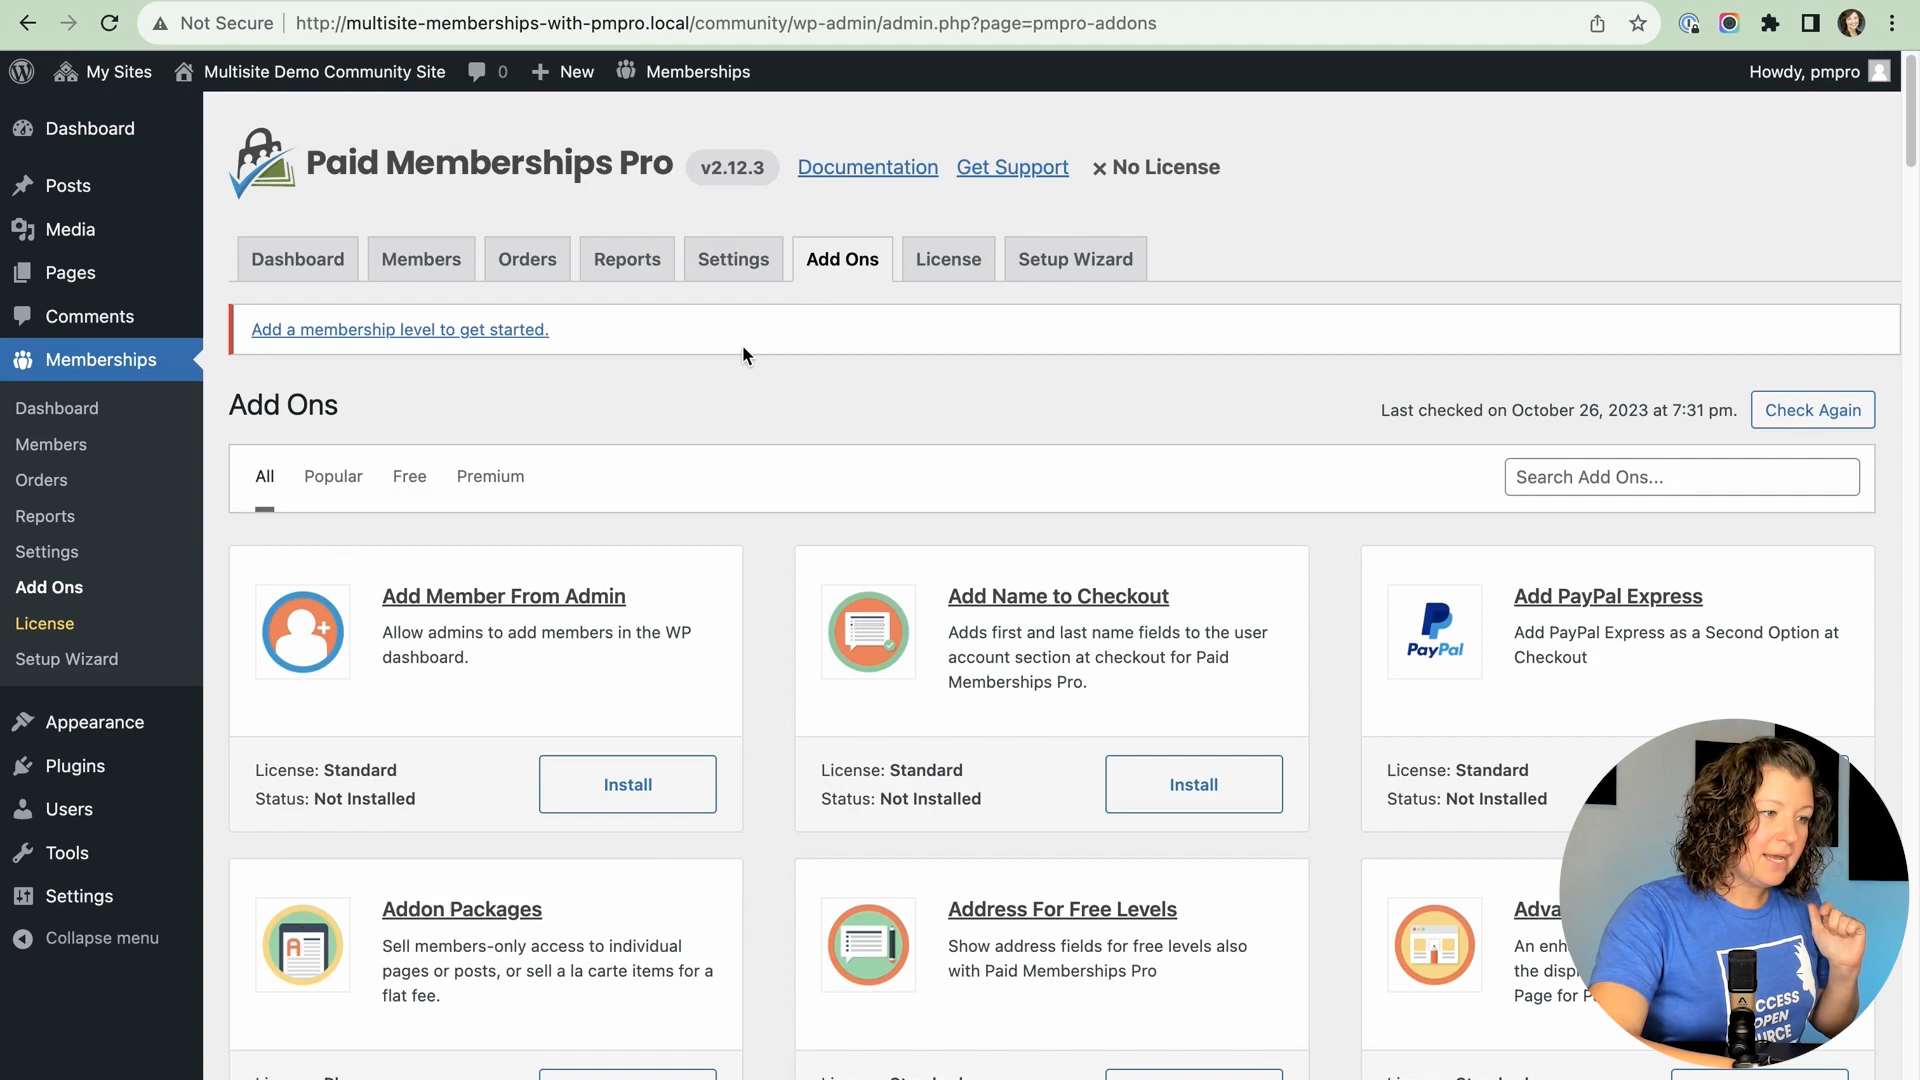 Not Secure
http://multisite-memberships-with-pmpro.local/community/wp-admin/admin.php?page=pmpro-addons
My Sites
Multisite Demo Community Site
0
New
Memberships
Howdy, pmpro
Dashboard
Posts
Media
Pages
Comments
Memberships
Dashboard
Members
Orders
Reports
Settings
Add Ons
License
Setup Wizard
Appearance
Plugins
Users
Tools
Settings
Collapse menu
Paid Memberships Pro
v2.12.3
Documentation
Get Support
No License
Dashboard
Members
Orders
Reports
Settings
Add Ons
License
Setup Wizard
Add a membership level to get started.
Add Ons
Last checked on October 26, 2023 at 7:31 pm.
Check Again
All
Popular
Free
Premium
Search Add Ons...
Add Member From Admin
Allow admins to add members in the WP
dashboard.
License: Standard
Status: Not Installed
Install
Add Name to Checkout
Adds first and last name fields to the user
account section at checkout for Paid
Memberships Pro.
License: Standard
Status: Not Installed
Install
PayPal
Add PayPal Express
Add PayPal Express as a Second Option at
Checkout
License: Standard
Status: Not Installed
A
Addon Packages
Sell members-only access to individual
pages or posts, or sell a la carte items for a
flat fee.
Address For Free Levels
Show address fields for free levels also
with Paid Memberships Pro
Adva
An enh
the disp
Page for P
CCESS
OPEN
URCE